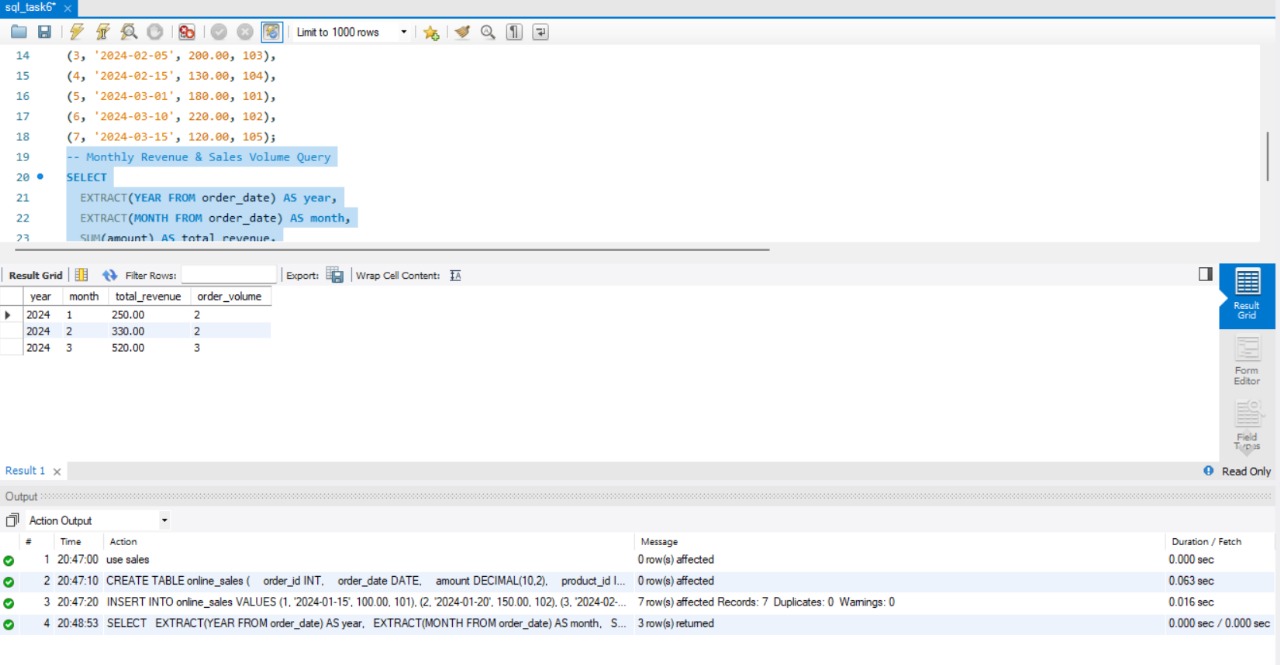 sql_task6*
Limit to 1000 rows
14 (3, '2024-02-05', 200.00, 103),
15 (4, '2024-02-15', 130.00, 104),
16 (5, '2024-03-01', 180.00, 101),
17 (6, '2024-03-10', 220.00, 102),
18 (7, '2024-03-15', 120.00, 105);
19 -- Monthly Revenue & Sales Volume Query
20 SELECT
21 EXTRACT(YEAR FROM order_date) AS year,
22 EXTRACT(MONTH FROM order_date) AS month,
23 SUM(amount) AS total_revenue,
Result Grid Filter Rows: Export: Wrap Cell Content:
year month total_revenue order_volume
2024 1 250.00 2
2024 2 330.00 2
2024 3 520.00 3
Result Grid
Form Editor
Field Types
Result 1 Read Only
Output
Action Output
# Time Action Message Duration / Fetch
1 20:47:00 use sales 0 row(s) affected 0.000 sec
2 20:47:10 CREATE TABLE online_sales ( order_id INT, order_date DATE, amount DECIMAL(10,2), product_id I... 0 row(s) affected 0.063 sec
3 20:47:20 INSERT INTO online_sales VALUES (1, '2024-01-15', 100.00, 101), (2, '2024-01-20', 150.00, 102), (3, '2024-02-... 7 row(s) affected Records: 7 Duplicates: 0 Warnings: 0 0.016 sec
4 20:48:53 SELECT EXTRACT(YEAR FROM order_date) AS year, EXTRACT(MONTH FROM order_date) AS month, S... 3 row(s) returned 0.000 sec / 0.000 sec